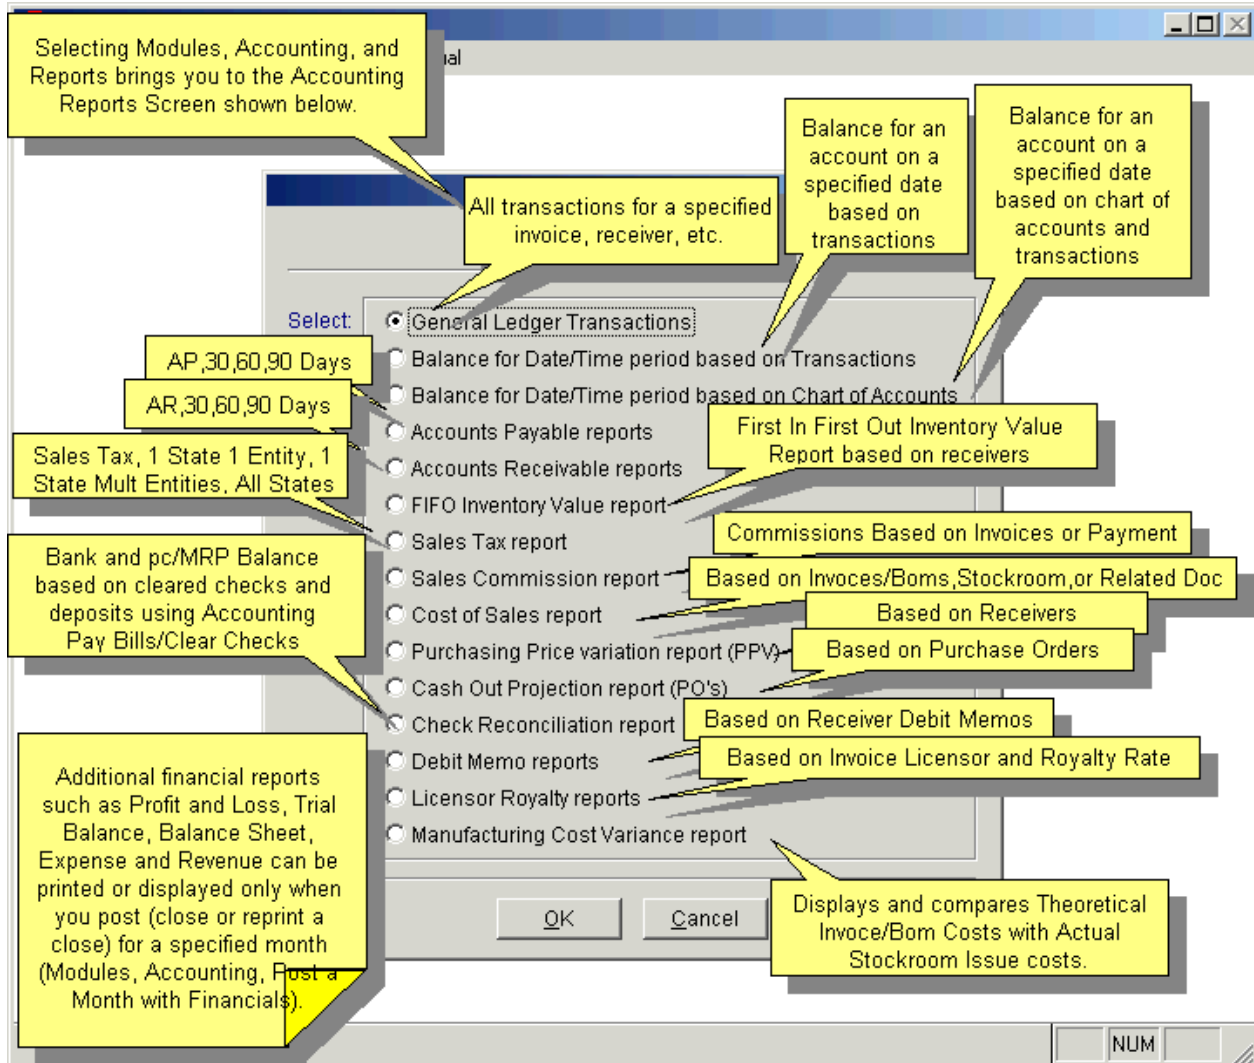 Selecting Modules, Accounting, and
Reports brings you to the Accounting
Reports Screen shown below.
ual
Balance for an
account on a
specified date
based on
transactions
Balance for an
account on a
specified date
based on chart of
accounts and
transactions
All transactions for a specified
invoice, receiver, etc.
Select:
General Ledger Transactions
Balance for Date/Time period based on Transactions
Balance for Date/Time period based on Chart of Accounts
Accounts Payable reports
Accounts Receivable reports
FIFO Inventory Value report
Sales Tax report
Sales Commission report
Cost of Sales report
Purchasing Price variation report (PPV)
Cash Out Projection report (PO's)
Check Reconciliation report
Debit Memo reports
Licensor Royalty reports
Manufacturing Cost Variance report
AP,30,60,90 Days
AR,30,60,90 Days
Sales Tax, 1 State 1 Entity, 1
State Mult Entities, All States
Bank and pc/MRP Balance
based on cleared checks and
deposits using Accounting
Pay Bills/Clear Checks
First In First Out Inventory Value
Report based on receivers
Commissions Based on Invoices or Payment
Based on Invoces/Boms,Stockroom,or Related Doc
Based on Receivers
Based on Purchase Orders
Based on Receiver Debit Memos
Based on Invoice Licensor and Royalty Rate
Additional financial reports
such as Profit and Loss, Trial
Balance, Balance Sheet,
Expense and Revenue can be
printed or displayed only when
you post (close or reprint a
close) for a specified month
(Modules, Accounting, Post a
Month with Financials).
Displays and compares Theoretical
Invoce/Bom Costs with Actual
Stockroom Issue costs.
OK
Cancel
NUM